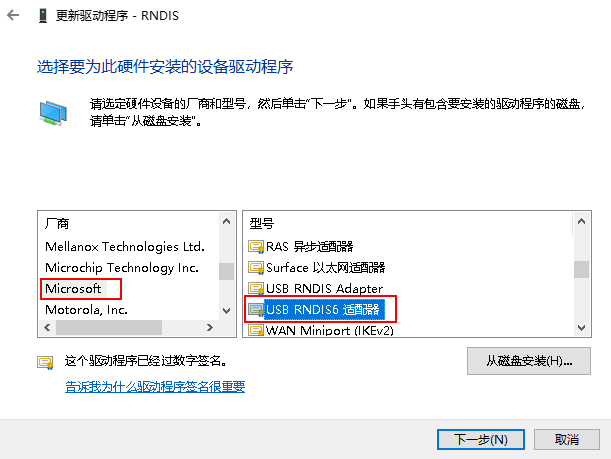 更新驱动程序 - RNDIS
选择要为此硬件安装的设备驱动程序
请选定硬件设备的厂商和型号，然后单击"下一步"。如果手头有包含要安装的驱动程序的磁盘，
请单击"从磁盘安装"。
厂商
Mellanox Technologies Ltd.
Microchip Technology Inc.
Microsoft
Motorola, Inc.
型号
RAS 异步适配器
Surface 以太网适配器
USB RNDIS Adapter
USB RNDIS6 适配器
WAN Miniport (IKEv2)
这个驱动程序已经过数字签名。
告诉我为什么驱动程序签名很重要
从磁盘安装(H)...
下一步(N)
取消